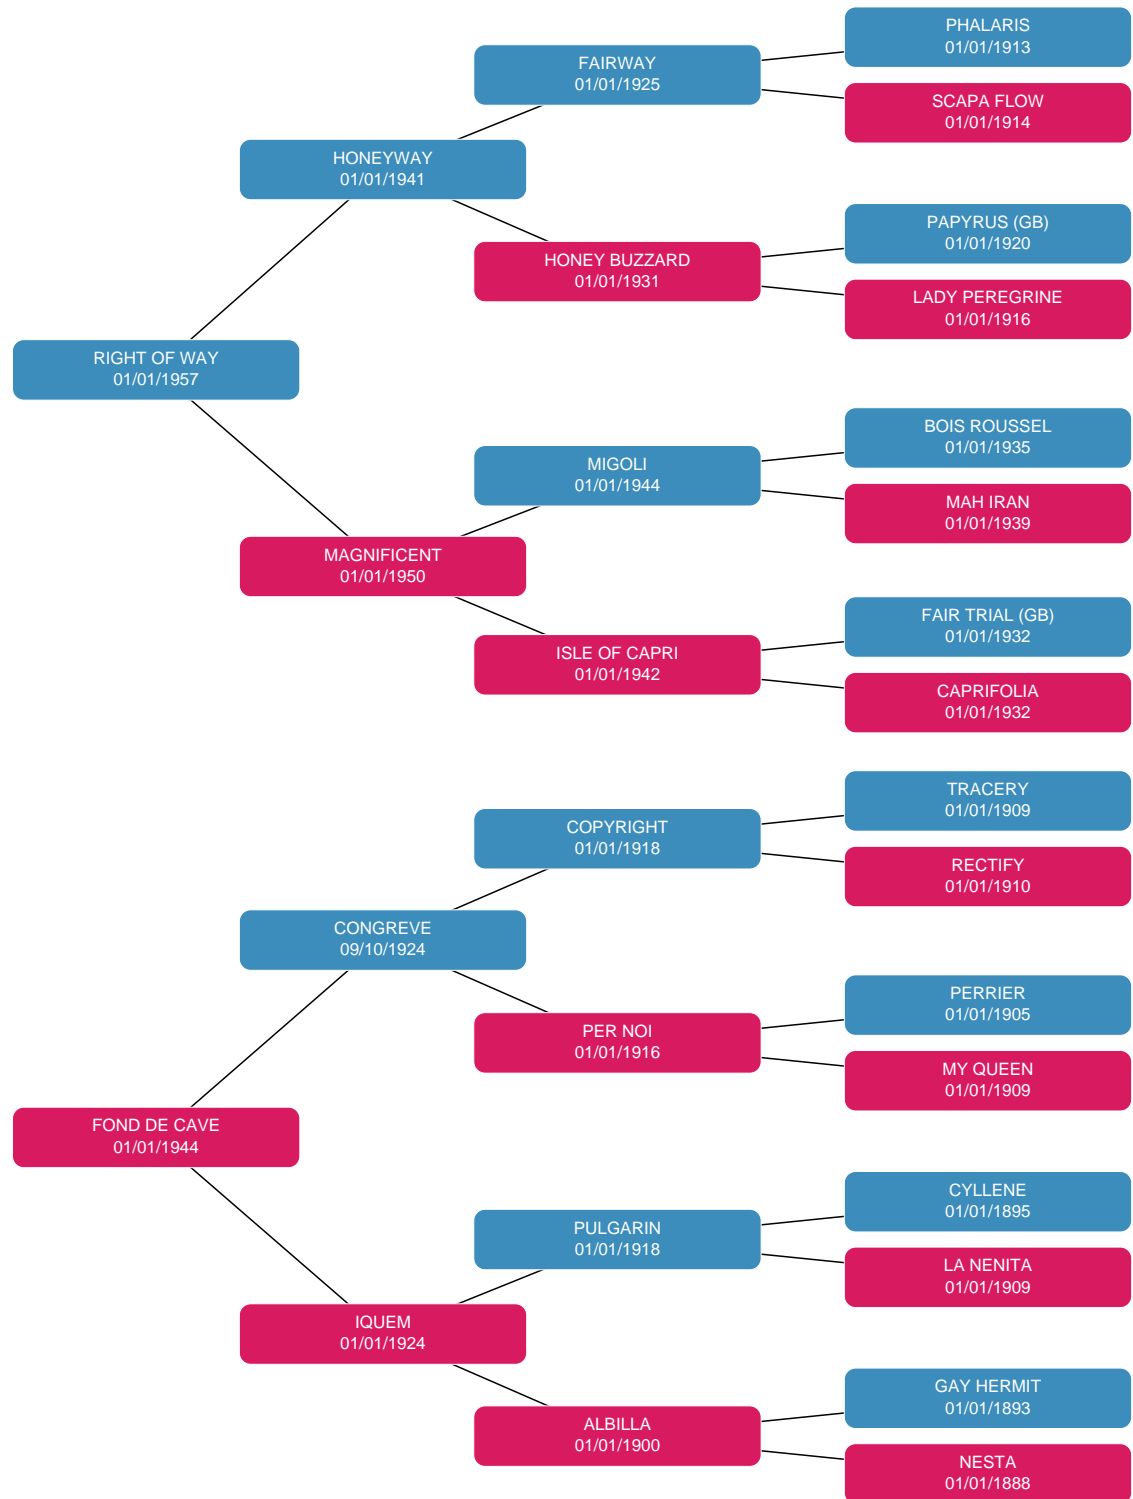 PHALARIS
01/01/1913
FAIRWAY
01/01/1925
SCAPA FLOW
01/01/1914
HONEYWAY
01/01/1941
PAPYRUS (GB)
01/01/1920
HONEY BUZZARD
01/01/1931
LADY PEREGRINE
01/01/1916
RIGHT OF WAY
01/01/1957
BOIS ROUSSEL
01/01/1935
MIGOLI
01/01/1944
MAH IRAN
01/01/1939
MAGNIFICENT
01/01/1950
FAIR TRIAL (GB)
01/01/1932
ISLE OF CAPRI
01/01/1942
CAPRIFOLIA
01/01/1932
TRACERY
01/01/1909
COPYRIGHT
01/01/1918
RECTIFY
01/01/1910
CONGREVE
09/10/1924
PERRIER
01/01/1905
PER NOI
01/01/1916
MY QUEEN
01/01/1909
FOND DE CAVE
01/01/1944
CYLLENE
01/01/1895
PULGARIN
01/01/1918
LA NENITA
01/01/1909
IQUEM
01/01/1924
GAY HERMIT
01/01/1893
ALBILLA
01/01/1900
NESTA
01/01/1888